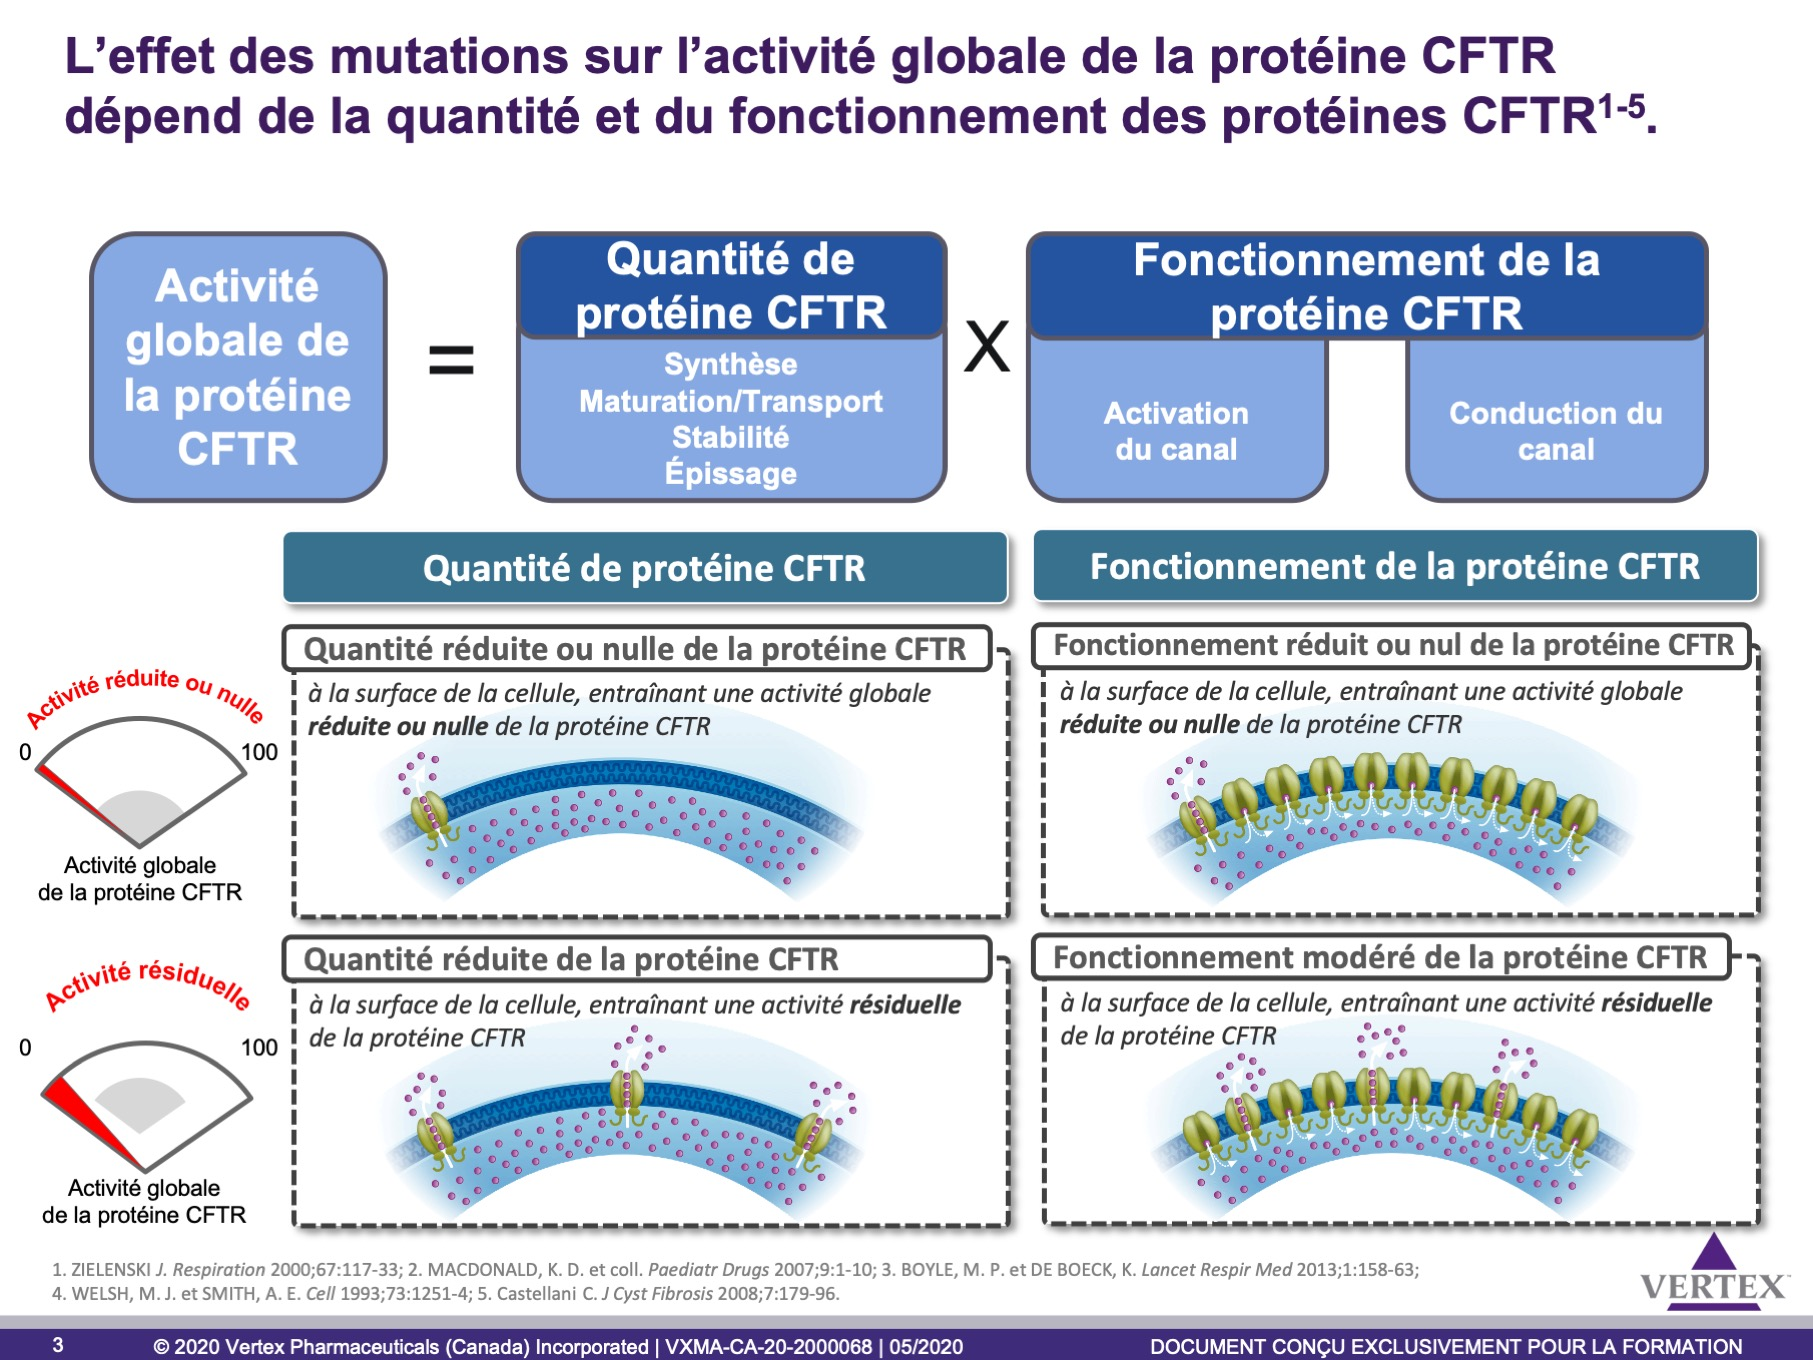 L’effet des mutations sur l’activité globale de la protéine CFTR
dépend de la quantité et du fonctionnement des protéines CFTR1-5.
Activité
globale de
la protéine
CFTR
=
Quantité de
protéine CFTR
Synthèse
Maturation/Transport
Stabilité
Épissage
X
Fonctionnement de la
protéine CFTR
Activation
du canal
Conduction du
canal
Quantité de protéine CFTR
Fonctionnement de la protéine CFTR
Activité réduite ou nulle
0
100
Activité globale
de la protéine CFTR
Quantité réduite ou nulle de la protéine CFTR
à la surface de la cellule, entraînant une activité globale
réduite ou nulle de la protéine CFTR
Fonctionnement réduit ou nul de la protéine CFTR
à la surface de la cellule, entraînant une activité globale
réduite ou nulle de la protéine CFTR
Activité résiduelle
0
100
Activité globale
de la protéine CFTR
Quantité réduite de la protéine CFTR
à la surface de la cellule, entraînant une activité résiduelle
de la protéine CFTR
Fonctionnement modéré de la protéine CFTR
à la surface de la cellule, entraînant une activité résiduelle
de la protéine CFTR
1. ZIELENSKI J. Respiration 2000;67:117-33; 2. MACDONALD, K. D. et coll. Paediatr Drugs 2007;9:1-10; 3. BOYLE, M. P. et DE BOECK, K. Lancet Respir Med 2013;1:158-63;
4. WELSH, M. J. et SMITH, A. E. Cell 1993;73:1251-4; 5. Castellani C. J Cyst Fibrosis 2008;7:179-96.
VERTEX
3
© 2020 Vertex Pharmaceuticals (Canada) Incorporated | VXMA-CA-20-2000068 | 05/2020
DOCUMENT CONÇU EXCLUSIVEMENT POUR LA FORMATION